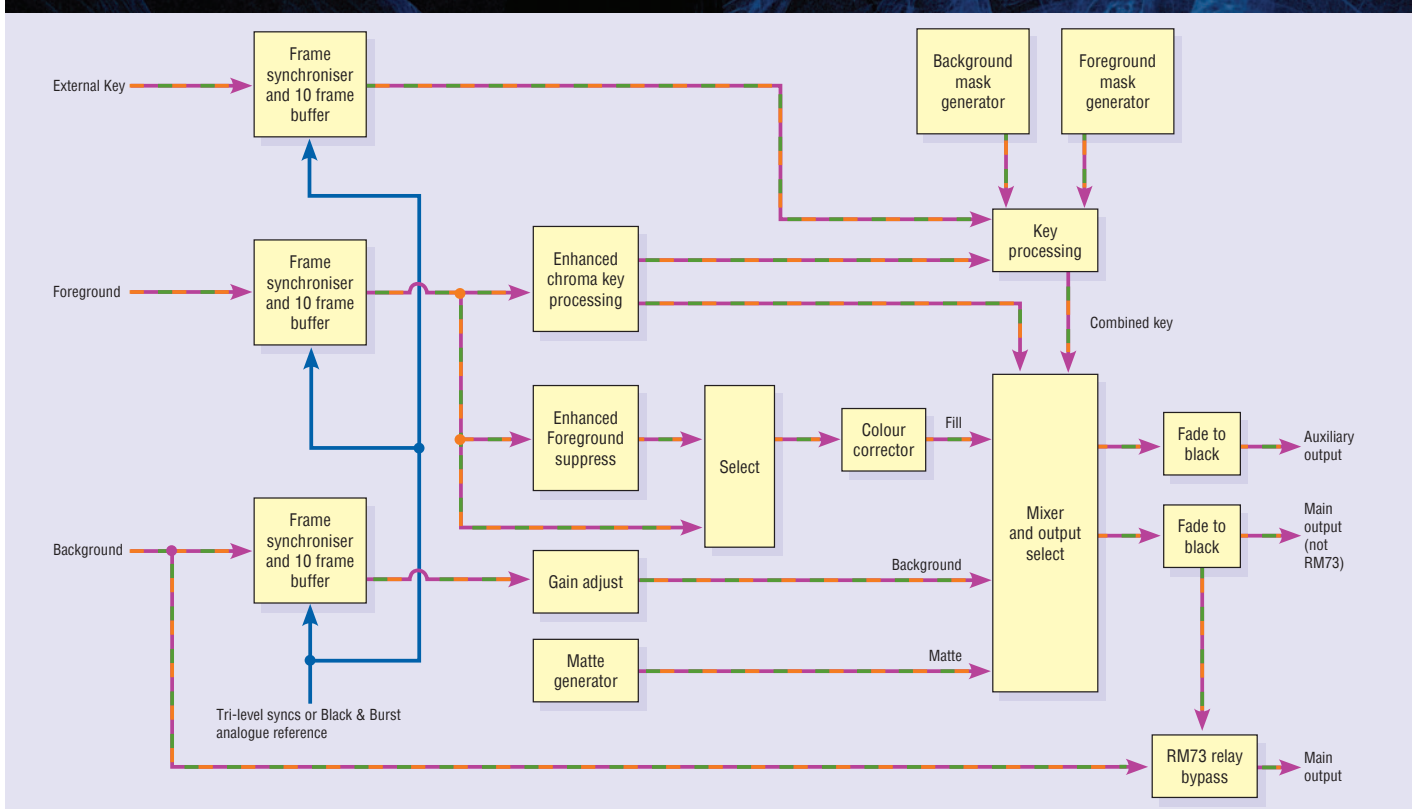 External Key
Frame
synchroniser
and 10 frame
buffer
Background
mask
generator
Foreground
mask
generator
Key
processing
Foreground
Frame
synchroniser
and 10 frame
buffer
Enhanced
chroma key
processing
Combined key
Enhanced
Foreground
suppress
Select
Colour
corrector
Fill
Mixer
and output
select
Fade to
black
Auxiliary
output
Background
Frame
synchroniser
and 10 frame
buffer
Gain adjust
Background
Fade to
black
Main
output
(not
RM73)
Matte
generator
Matte
Tri-level syncs or Black & Burst
analogue reference
RM73 relay
bypass
Main
output